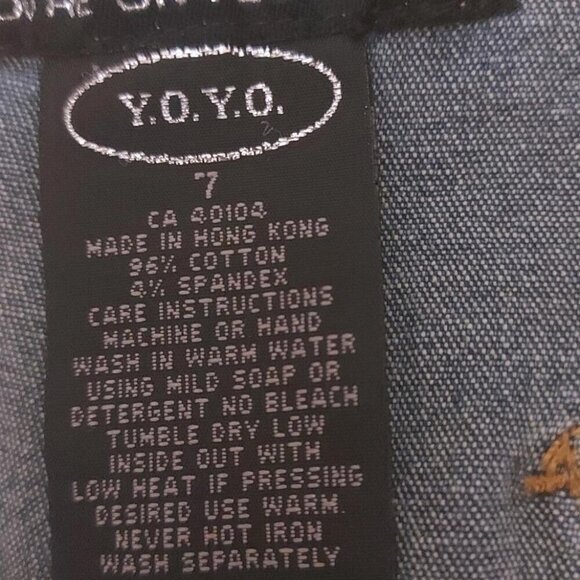 Y.O.Y.O.
7
CA 40104
MADE IN HONG KONG
96% COTTON
4% SPANDEX
CARE INSTRUCTIONS
MACHINE OR HAND
WASH IN WARM WATER
USING MILD SOAP OR
DETERGENT NO BLEACH
TUMBLE DRY LOW
INSIDE OUT WITH
LOW HEAT IF PRESSING
DESIRED USE WARM.
NEVER HOT IRON
WASH SEPARATELY